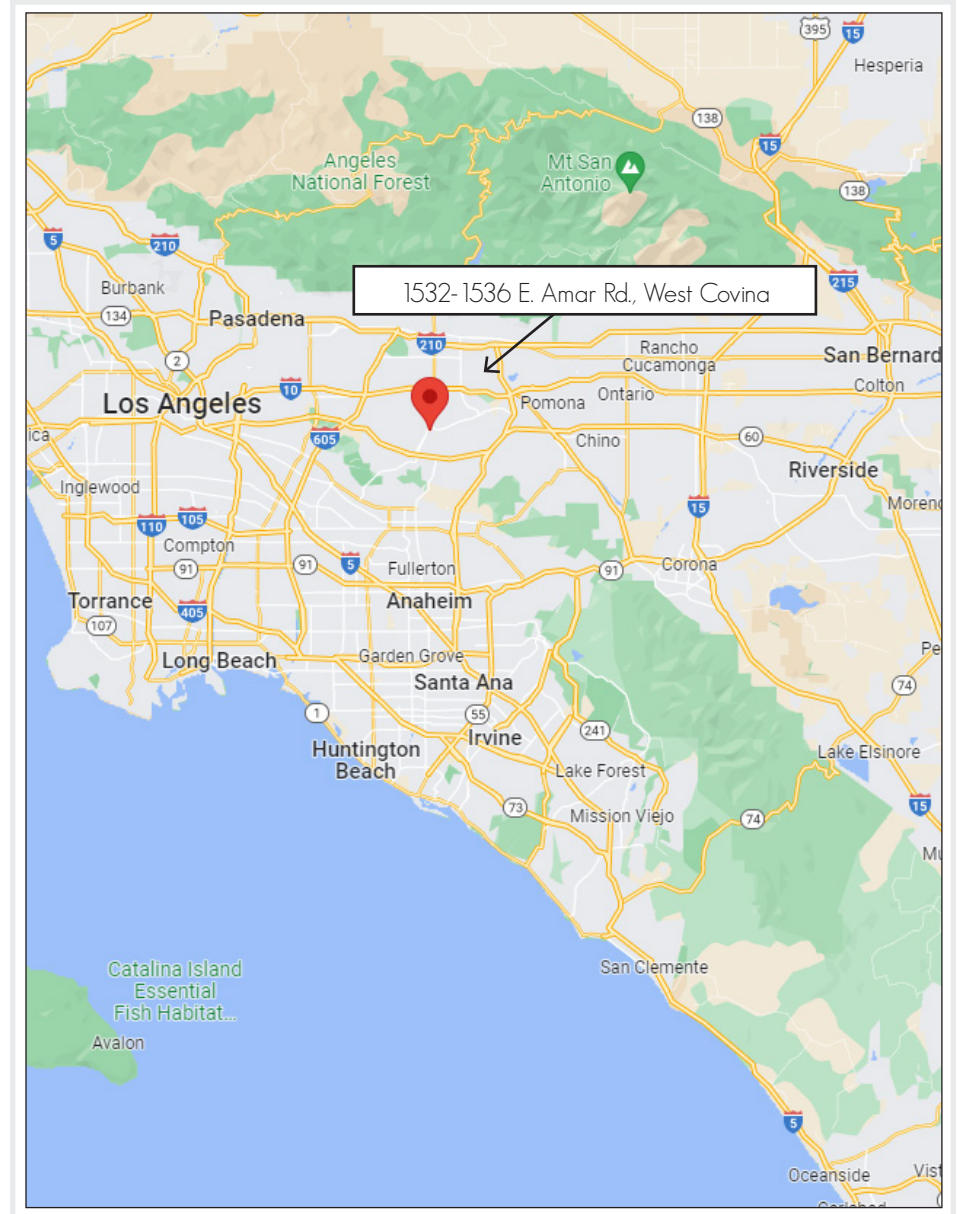 395
15
Hesperia
138
15
Angeles
National Forest
Mt San
Antonio
138
5
210
215
Burbank
1532-1536 E. Amar Rd., West Covina
134
Pasadena
210
2
Rancho
Cucamonga
San Bernard
10
Colton
Los Angeles
Pomona
Ontario
ica
605
Chino
60
Riverside
Inglewood
15
Moreno
110
105
Compton
91
91
5
Fullerton
91
Corona
Torrance
405
Anaheim
107
Long Beach
Garden Grove
Pe
Santa Ana
74
1
55
Irvine
241
Huntington
Beach
Lake Elsinore
Lake Forest
73
Mission Viejo
74
15
Mu
Catalina Island
Essential
Fish Habitat...
San Clemente
Avalon
5
Oceanside
Vist